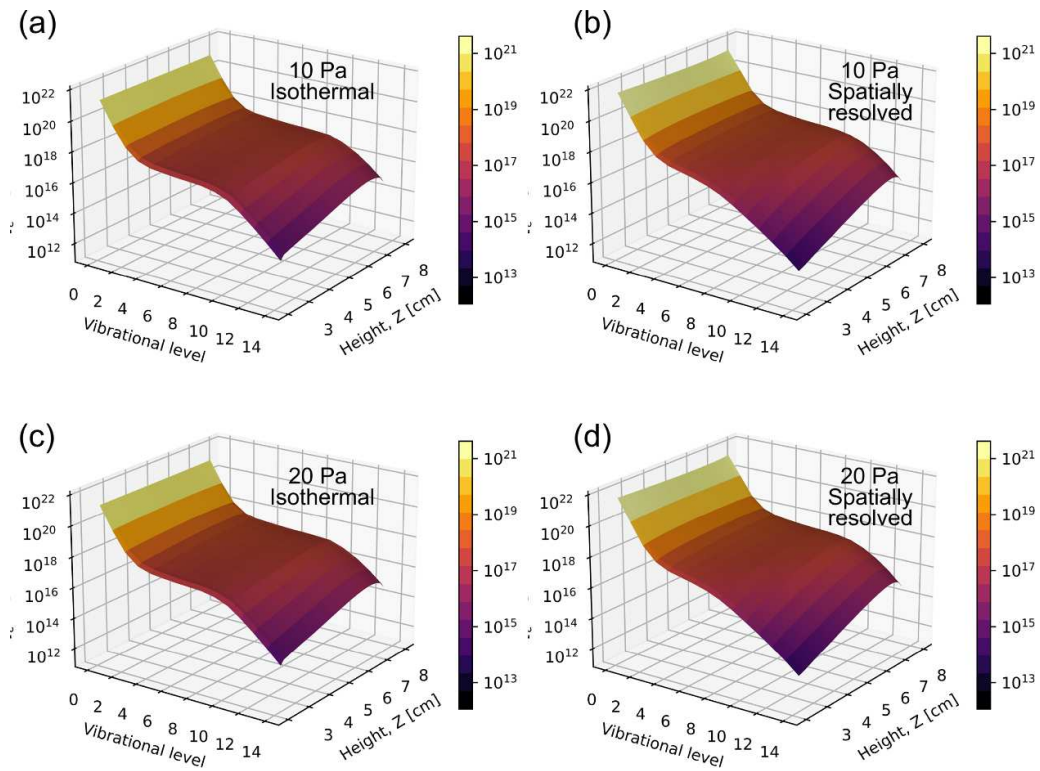 (a)
10 Pa
Isothermal
10²²
10²⁰
10¹⁸
10¹⁶
10¹⁴
10¹²
0 2 4 6 8 10 12 14
Vibrational level
3 4 5 6 7 8
Height, Z [cm]
10²¹
10¹⁹
10¹⁷
10¹⁵
10¹³
(b)
10 Pa
Spatially
resolved
10²²
10²⁰
10¹⁸
10¹⁶
10¹⁴
10¹²
0 2 4 6 8 10 12 14
Vibrational level
3 4 5 6 7 8
Height, Z [cm]
10²¹
10¹⁹
10¹⁷
10¹⁵
10¹³
(c)
20 Pa
Isothermal
10²²
10²⁰
10¹⁸
10¹⁶
10¹⁴
10¹²
0 2 4 6 8 10 12 14
Vibrational level
3 4 5 6 7 8
Height, Z [cm]
10²¹
10¹⁹
10¹⁷
10¹⁵
10¹³
(d)
20 Pa
Spatially
resolved
10²²
10²⁰
10¹⁸
10¹⁶
10¹⁴
10¹²
0 2 4 6 8 10 12 14
Vibrational level
3 4 5 6 7 8
Height, Z [cm]
10²¹
10¹⁹
10¹⁷
10¹⁵
10¹³